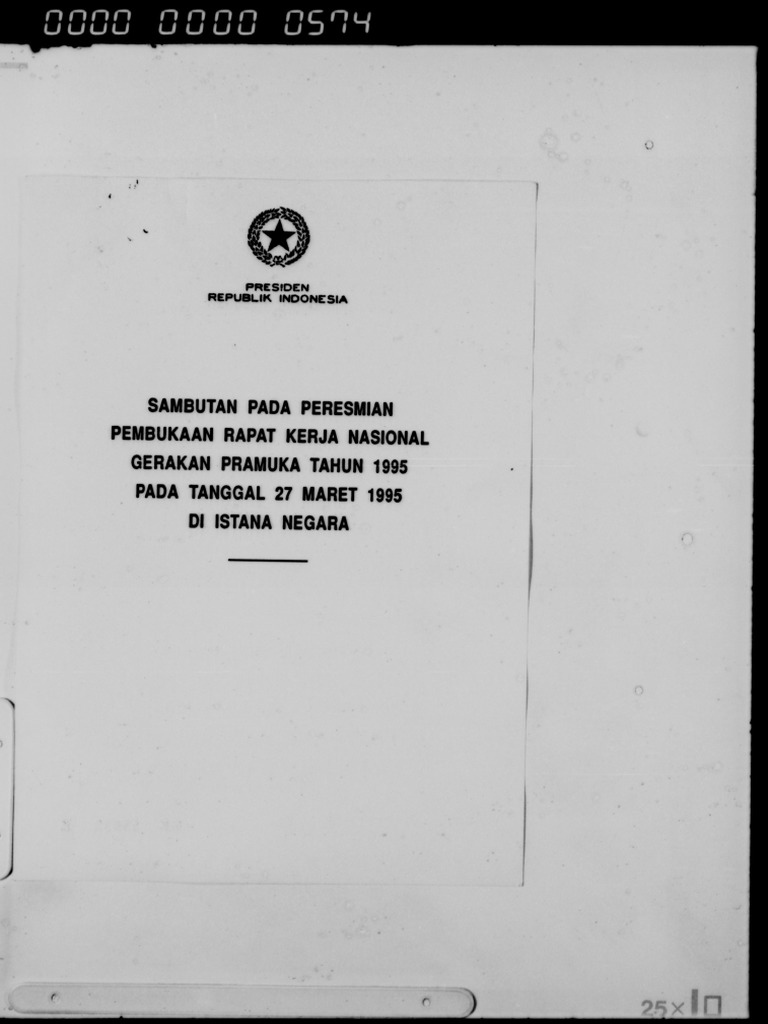 0000 0000 0574
PRESIDEN
REPUBLIK INDONESIA
SAMBUTAN PADA PERESMIAN
PEMBUKAAN RAPAT KERJA NASIONAL
GERAKAN PRAMUKA TAHUN 1995
PADA TANGGAL 27 MARET 1995
DI ISTANA NEGARA
25×